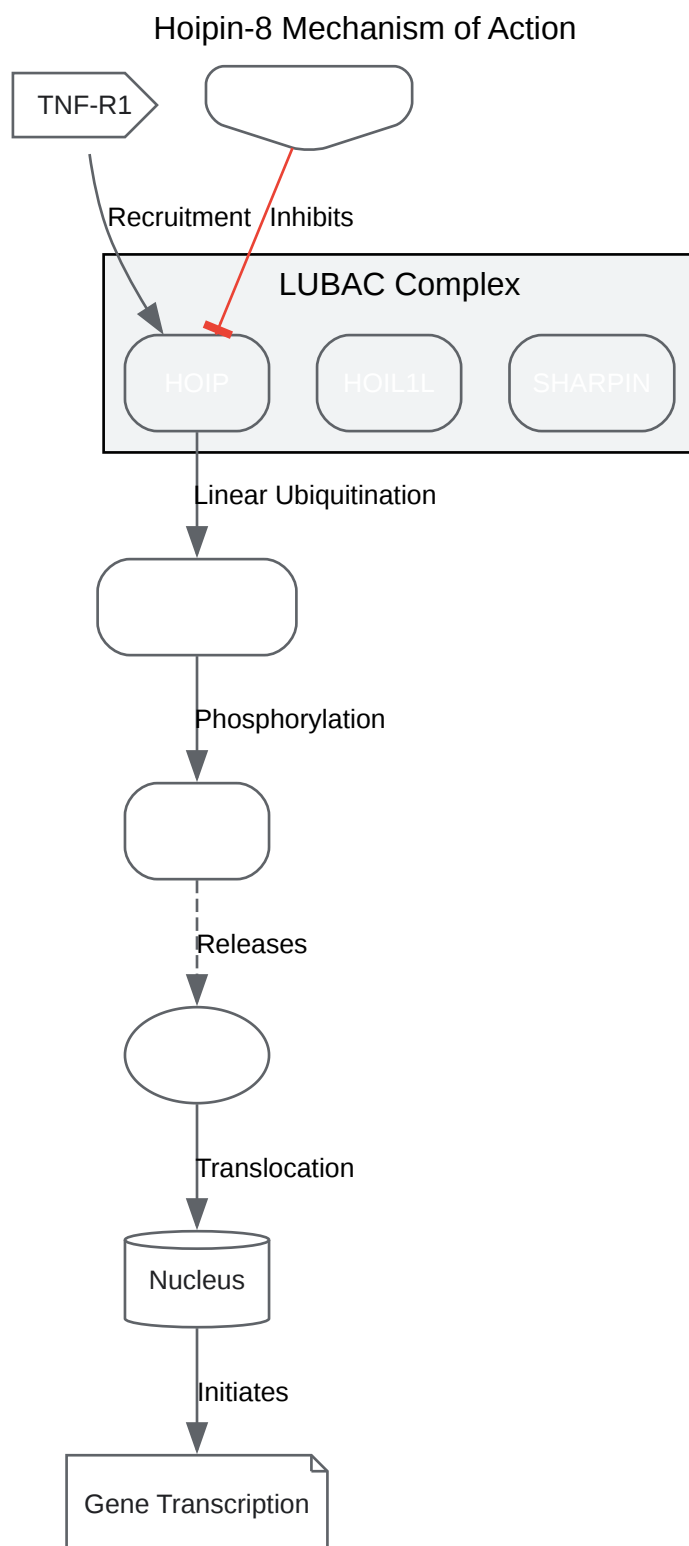 Hoipin-8 Mechanism of Action
TNF-R1
Recruitment
Inhibits
LUBAC Complex
HOIP
HOIL1L
SHARPIN
Linear Ubiquitination
Phosphorylation
Releases
Translocation
Nucleus
Initiates
Gene Transcription